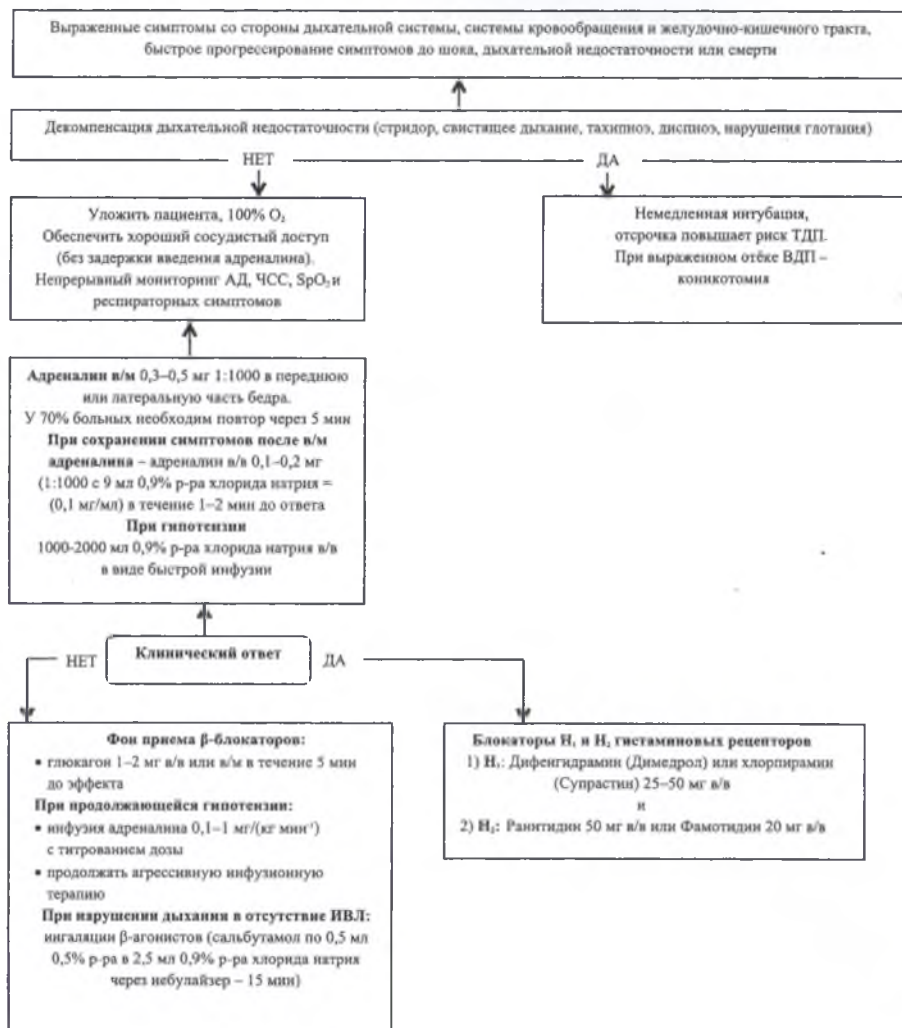 Выраженные симптомы со стороны дыхательной системы, системы кровообращения и желудочно-кишечного тракта,
быстрое прогрессирование симптомов до шока, дыхательной недостаточности или смерти
Декомпенсация дыхательной недостаточности (стридор, свистящее дыхание, тахипноэ, диспноэ, нарушения глотания)
НЕТ
ДА
Уложить пациента, 100% O₂
Обеспечить хороший сосудистый доступ
(без задержки введения адреналина).
Непрерывный мониторинг АД, ЧСС, SpO₂ и
респираторных симптомов
Немедленная интубация,
отсрочка повышает риск ТДП.
При выраженном отёке ВДП –
коникотомия
Адреналин в/м 0,3–0,5 мг 1:1000 в переднюю
или латеральную часть бедра.
У 70% больных необходим повтор через 5 мин
При сохранении симптомов после в/м
адреналина – адреналин в/в 0,1–0,2 мг
(1:1000 с 9 мл 0,9% р-ра хлорида натрия =
(0,1 мг/мл) в течение 1–2 мин до ответа
При гипотензии
1000-2000 мл 0,9% р-ра хлорида натрия в/в
в виде быстрой инфузии
НЕТ
Клинический ответ
ДА
Фон приема β-блокаторов:
• глюкагон 1–2 мг в/в или в/м в течение 5 мин
до эффекта
При продолжающейся гипотензии:
• инфузия адреналина 0,1–1 мг/(кг мин⁻¹)
с титрованием дозы
• продолжать агрессивную инфузионную
терапию
При нарушении дыхания в отсутствие ИВЛ:
ингаляции β-агонистов (сальбутамол по 0,5 мл
0,5% р-ра в 2,5 мл 0,9% р-ра хлорида натрия
через небулайзер – 15 мин)
Блокаторы H₁ и H₂ гистаминовых рецепторов
1) H₁: Дифенгидрамин (Димедрол) или хлорпирамин
(Супрастин) 25–50 мг в/в
и
2) H₂: Ранитидин 50 мг в/в или Фамотидин 20 мг в/в